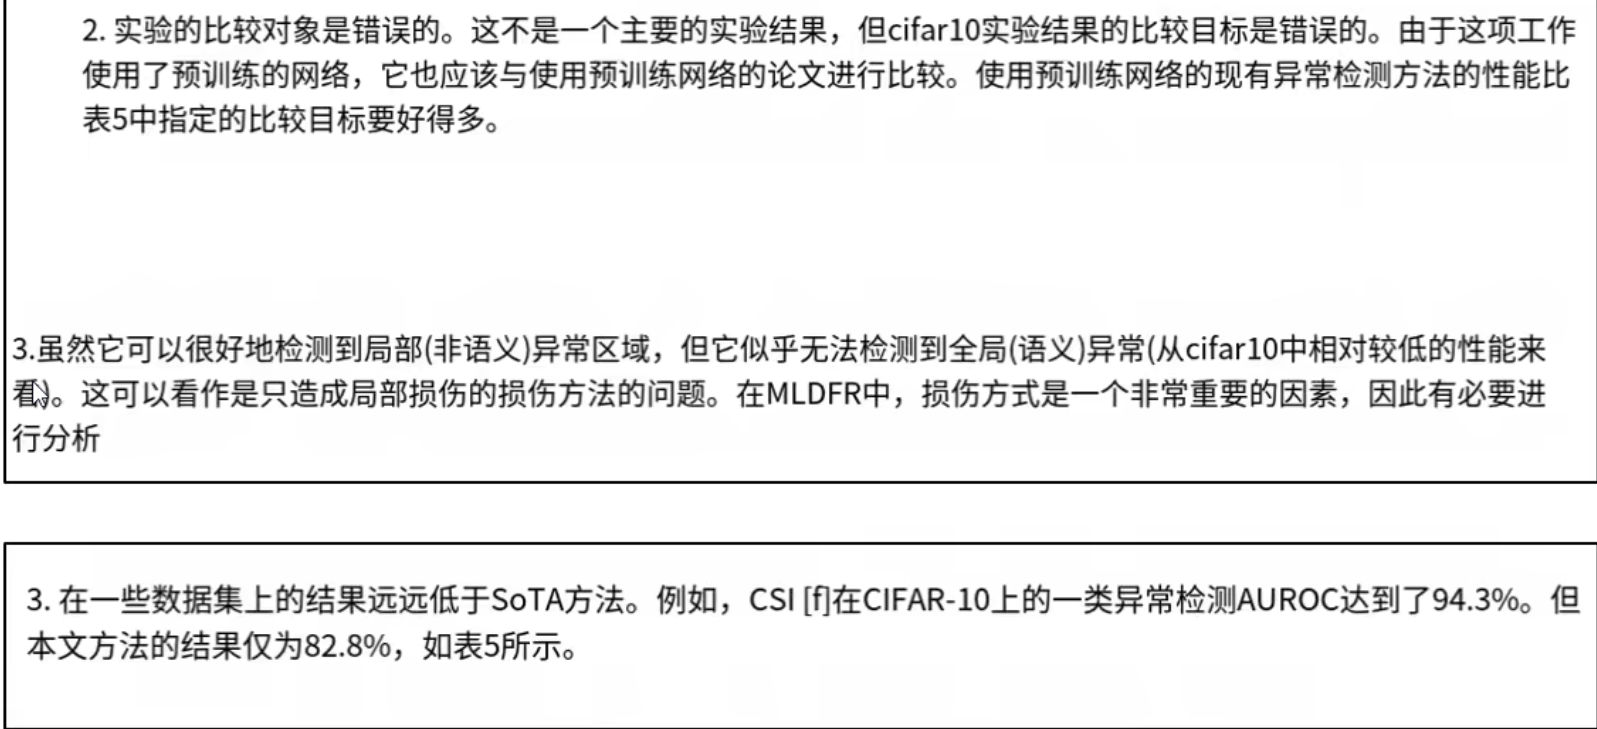 2. 实验的比较对象是错误的。这不是一个主要的实验结果，但cifar10实验结果的比较目标是错误的。由于这项工作
使用了预训练的网络，它也应该与使用预训练网络的论文进行比较。使用预训练网络的现有异常检测方法的性能比
表5中指定的比较目标要好得多。
3.虽然它可以很好地检测到局部(非语义)异常区域，但它似乎无法检测到全局(语义)异常(从cifar10中相对较低的性能来
看)。这可以看作是只造成局部损伤的损伤方法的问题。在MLDFR中，损伤方式是一个非常重要的因素，因此有必要进
行分析
3. 在一些数据集上的结果远远低于SoTA方法。例如，CSI [f]在CIFAR-10上的一类异常检测AUROC达到了94.3%。但
本文方法的结果仅为82.8%，如表5所示。